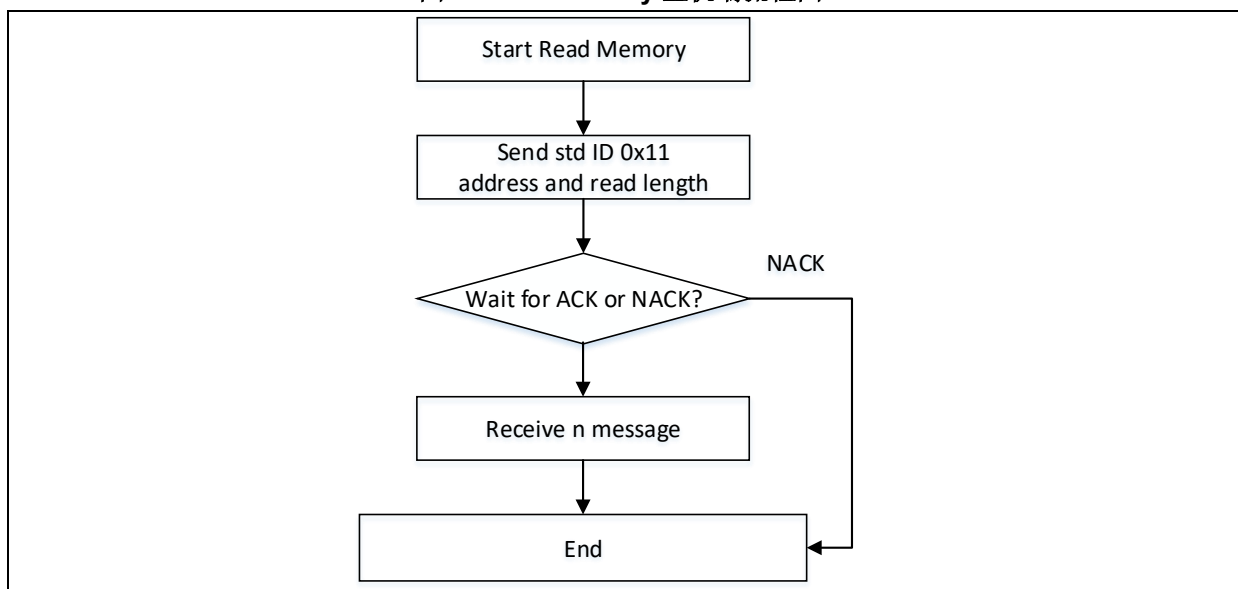 Start Read Memory
Send std ID 0x11
address and read length
NACK
Wait for ACK or NACK?
Receive n message
End